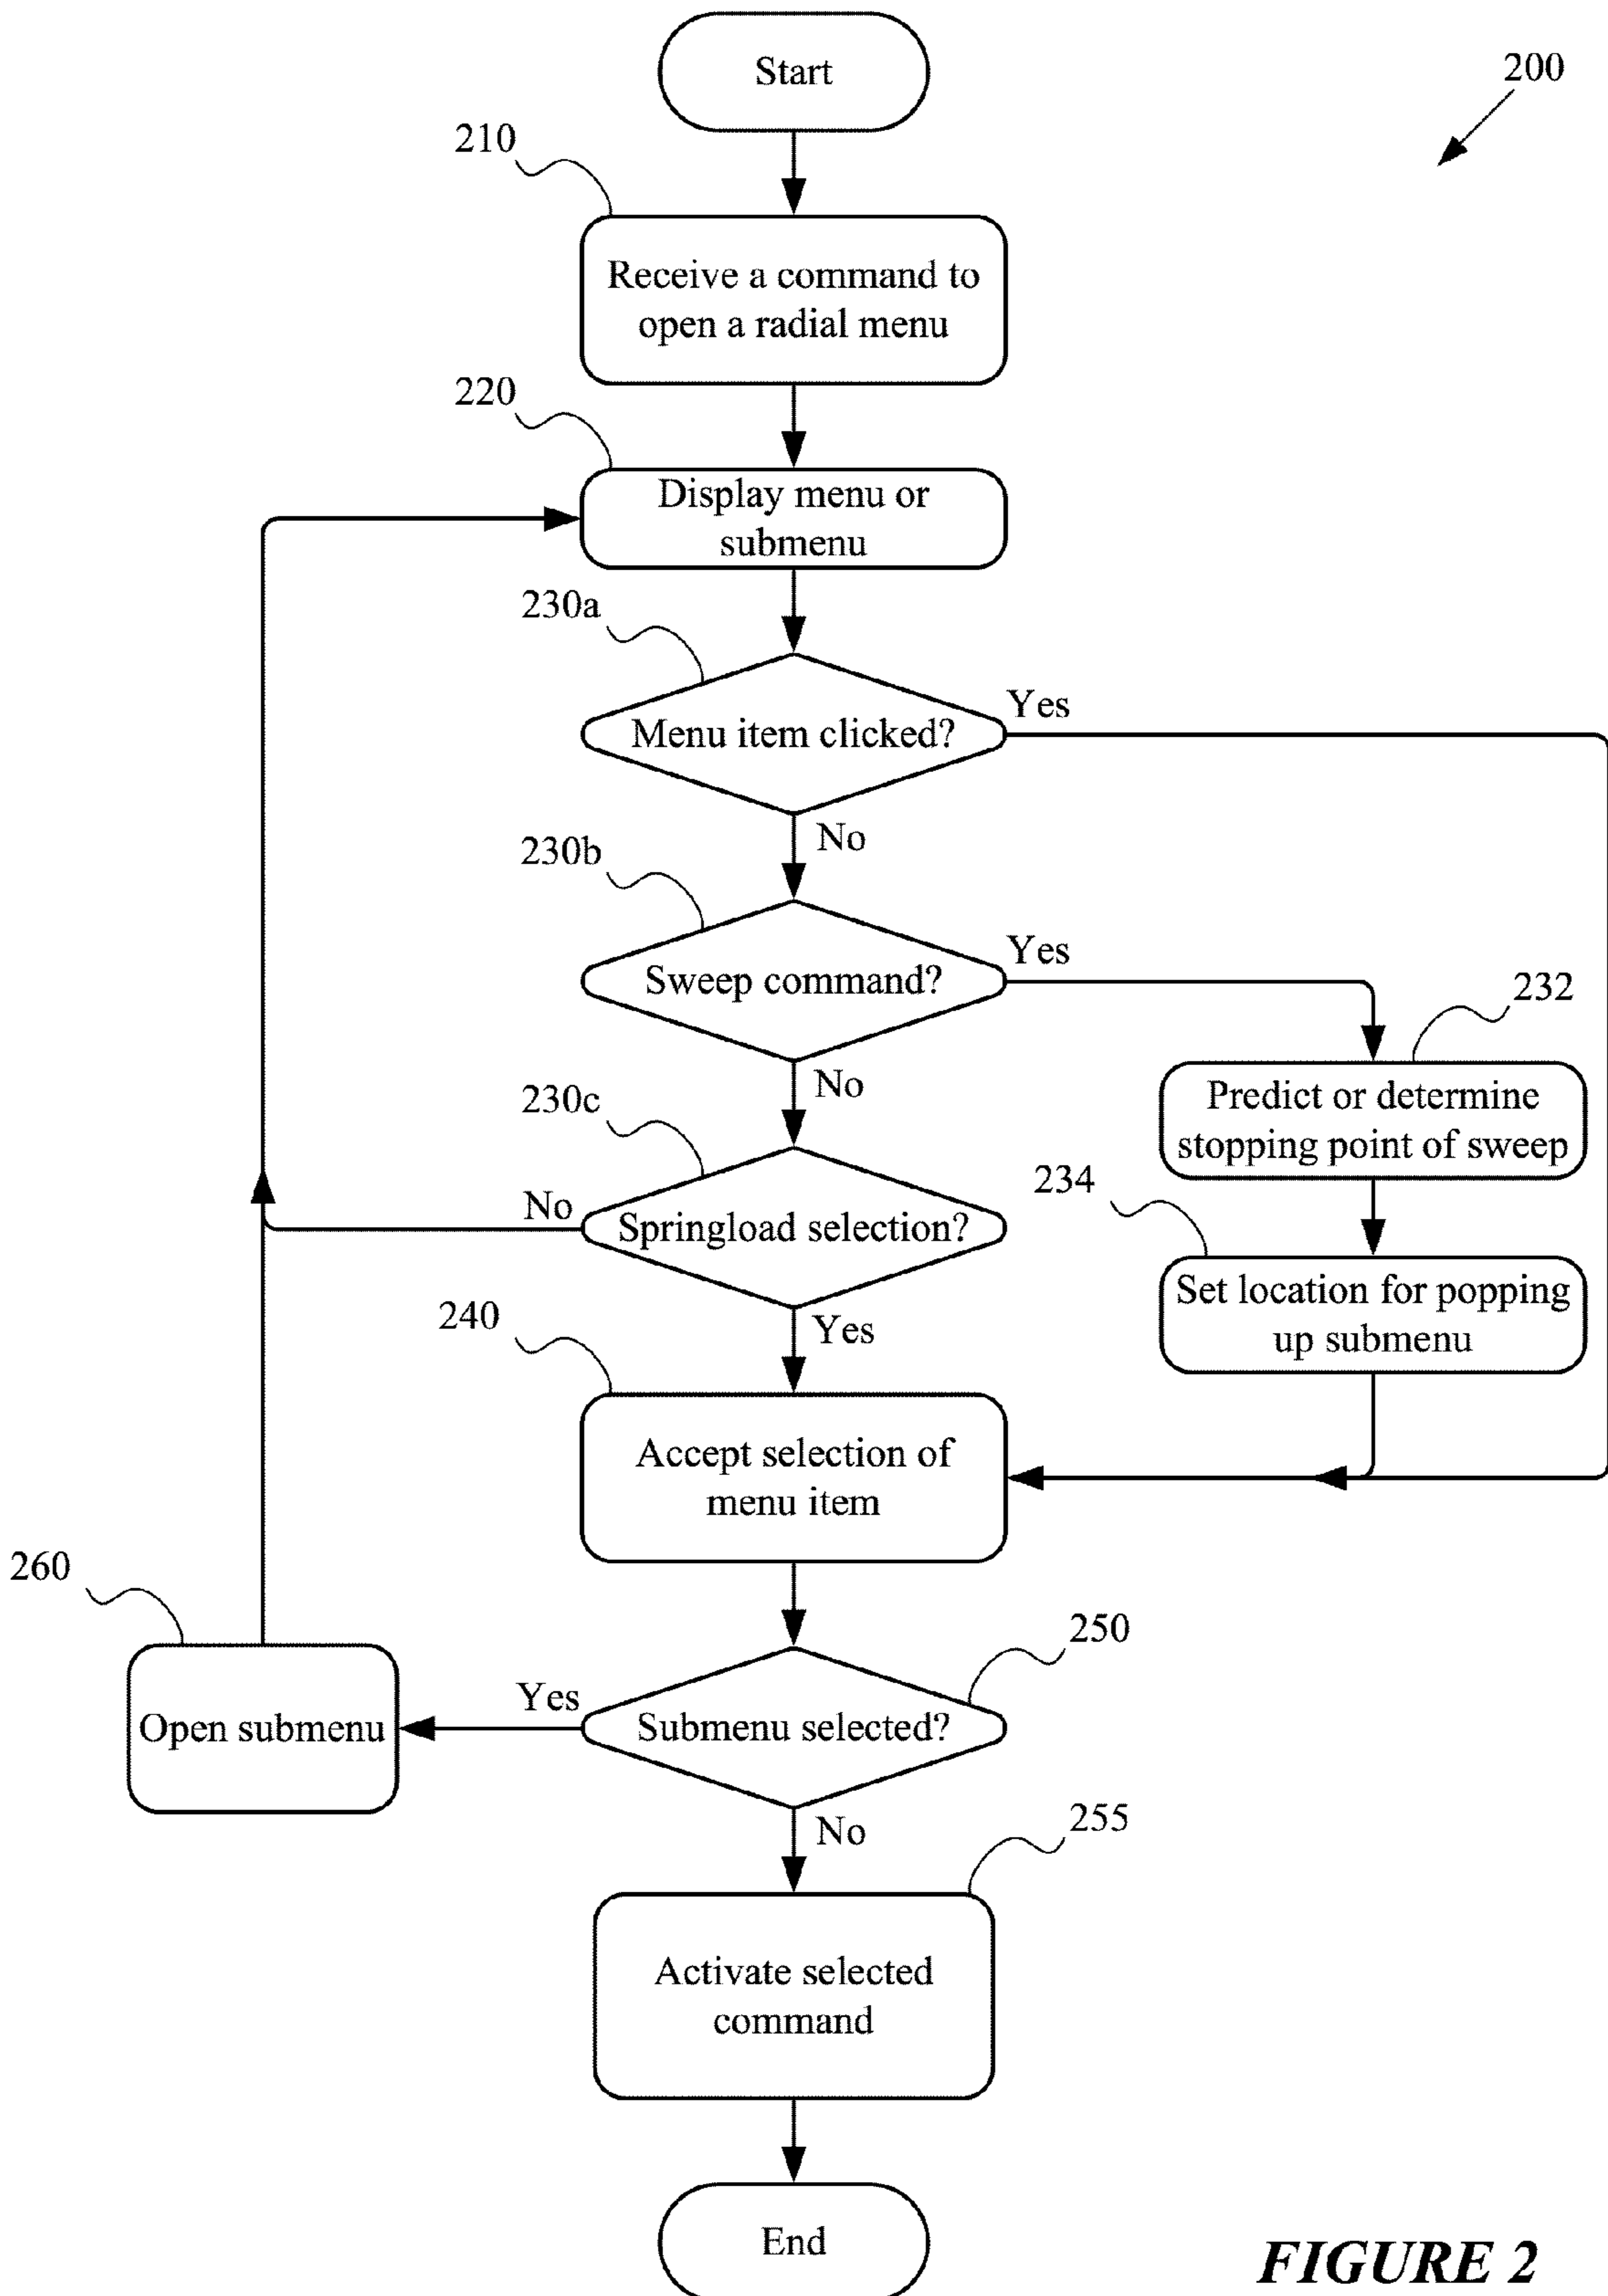 Start
200
210
Receive a command to
open a radial menu
220
Display menu or
submenu
230a
Menu item clicked?
Yes
No
230b
Sweep command?
Yes
232
Predict or determine
stopping point of sweep
No
230c
Springload selection?
No
234
Set location for popping
up submenu
Yes
240
Accept selection of
menu item
260
Open submenu
Yes
250
Submenu selected?
No
255
Activate selected
command
End
FIGURE 2